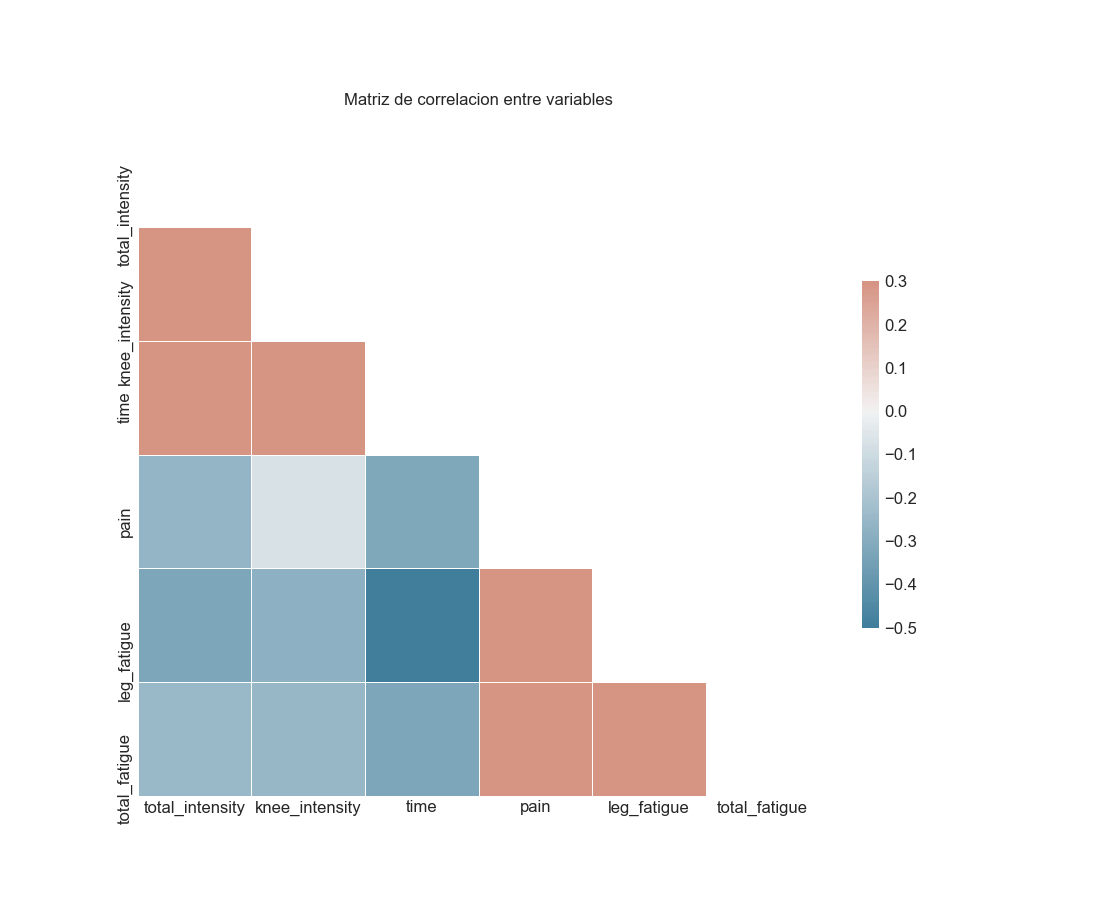 Matriz de correlacion entre variables
total_intensity
knee_intensity
time
pain
leg_fatigue
total_fatigue
total_intensity knee_intensity time pain leg_fatigue total_fatigue
0.3
0.2
0.1
0.0
−0.1
−0.2
−0.3
−0.4
−0.5